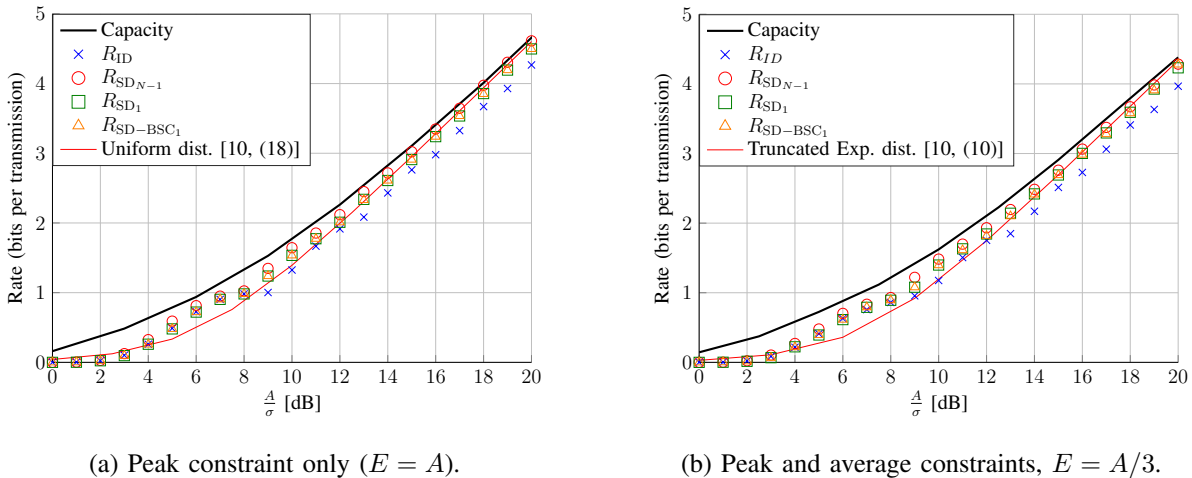 5
4
3
2
1
0
Rate (bits per transmission)
Capacity
R_ID
R_SD_{N−1}
R_SD_1
R_SD−BSC_1
Uniform dist. [10, (18)]
0 2 4 6 8 10 12 14 16 18 20
A/σ [dB]
(a) Peak constraint only (E = A).
5
4
3
2
1
0
Rate (bits per transmission)
Capacity
R_ID
R_SD_{N−1}
R_SD_1
R_SD−BSC_1
Truncated Exp. dist. [10, (10)]
0 2 4 6 8 10 12 14 16 18 20
A/σ [dB]
(b) Peak and average constraints, E = A/3.